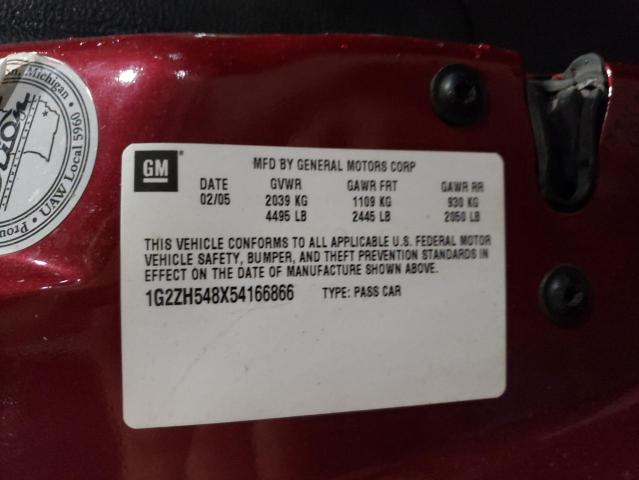 n, Michigan •
UAW Local 5960 •
Prou
GM
MFD BY GENERAL MOTORS CORP
DATE GVWR GAWR FRT GAWR RR
02/05 2039 KG 1109 KG 930 KG
4495 LB 2445 LB 2050 LB
THIS VEHICLE CONFORMS TO ALL APPLICABLE U.S. FEDERAL MOTOR
VEHICLE SAFETY, BUMPER, AND THEFT PREVENTION STANDARDS IN
EFFECT ON THE DATE OF MANUFACTURE SHOWN ABOVE.
1G2ZH548X54166866 TYPE: PASS CAR